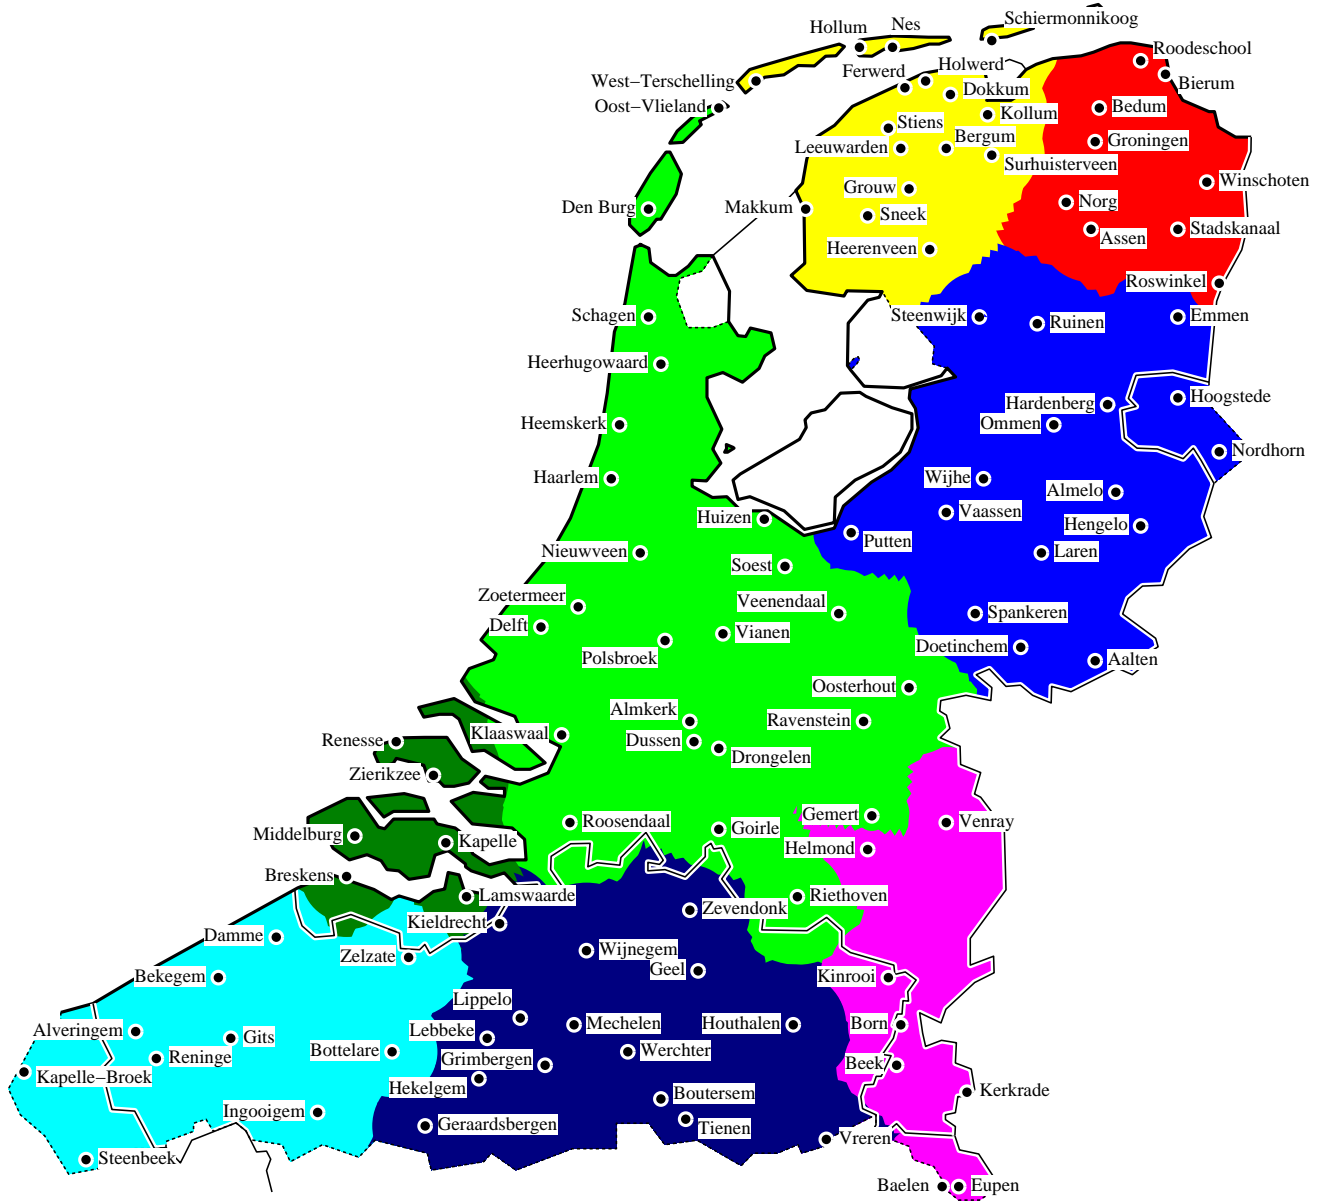 Schiermonnikoog
Hollum
Nes
Roodeschool
Holwerd
Ferwerd
West−Terschelling
Bierum
Dokkum
Oost−Vlieland
Bedum
Kollum
Stiens
Bergum
Groningen
Leeuwarden
Surhuisterveen
Winschoten
Grouw
Norg
Den Burg
Makkum
Sneek
Stadskanaal
Assen
Heerenveen
Roswinkel
Schagen
Steenwijk
Ruinen
Emmen
Heerhugowaard
Hoogstede
Hardenberg
Heemskerk
Ommen
Nordhorn
Haarlem
Wijhe
Almelo
Vaassen
Huizen
Hengelo
Putten
Nieuwveen
Laren
Soest
Zoetermeer
Veenendaal
Spankeren
Delft
Vianen
Doetinchem
Polsbroek
Aalten
Oosterhout
Almkerk
Ravenstein
Klaaswaal
Renesse
Dussen
Drongelen
Zierikzee
Gemert
Roosendaal
Goirle
Venray
Middelburg
Kapelle
Helmond
Breskens
Lamswaarde
Riethoven
Zevendonk
Kieldrecht
Damme
Wijnegem
Zelzate
Geel
Bekegem
Kinrooi
Lippelo
Alveringem
Lebbeke
Mechelen
Houthalen
Born
Gits
Bottelare
Werchter
Reninge
Grimbergen
Beek
Kapelle−Broek
Hekelgem
Boutersem
Kerkrade
Ingooigem
Geraardsbergen
Tienen
Vreren
Steenbeek
Baelen
Eupen